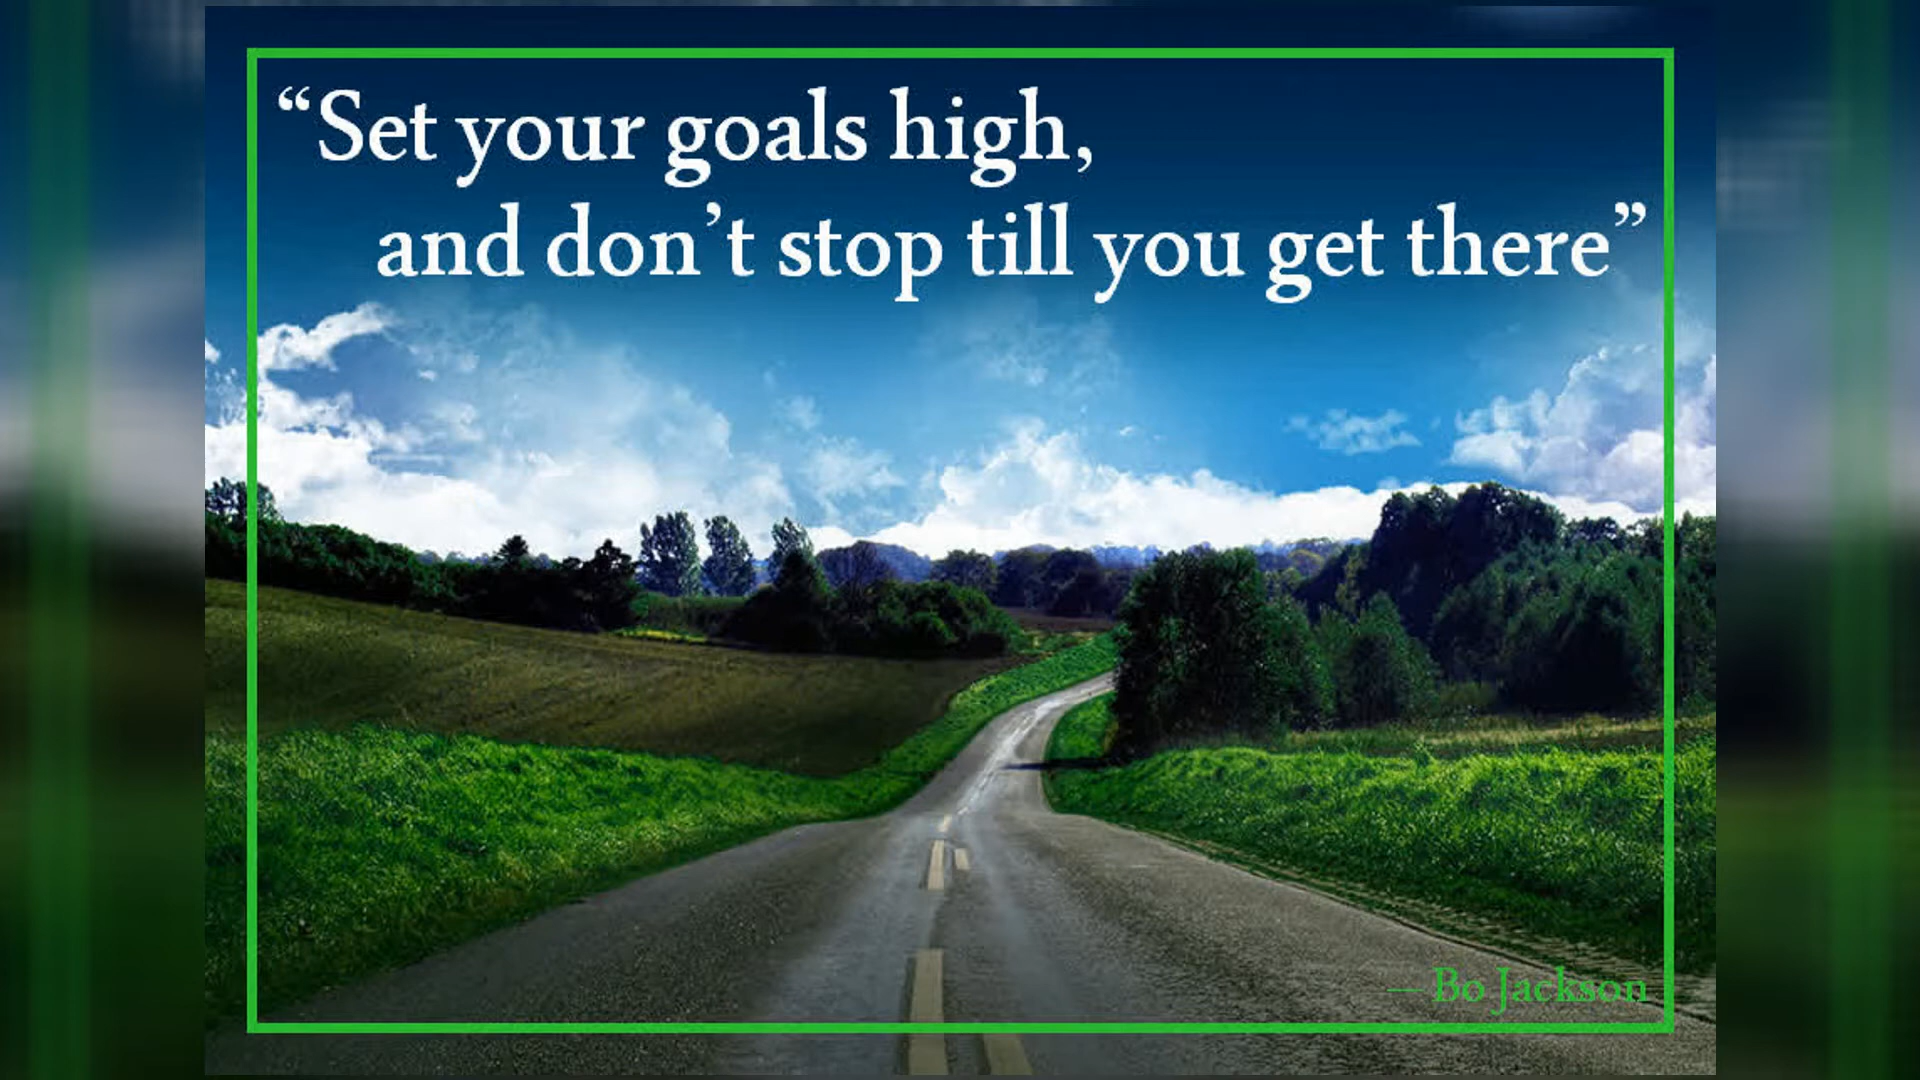 “Set your goals high,
and don’t stop till you get there”
— Bo Jackson